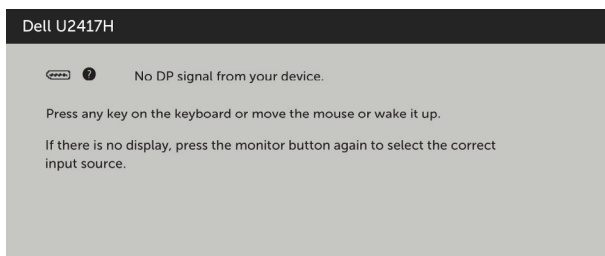 Dell U2417H
No DP signal from your device.
Press any key on the keyboard or move the mouse or wake it up.
If there is no display, press the monitor button again to select the correct
input source.